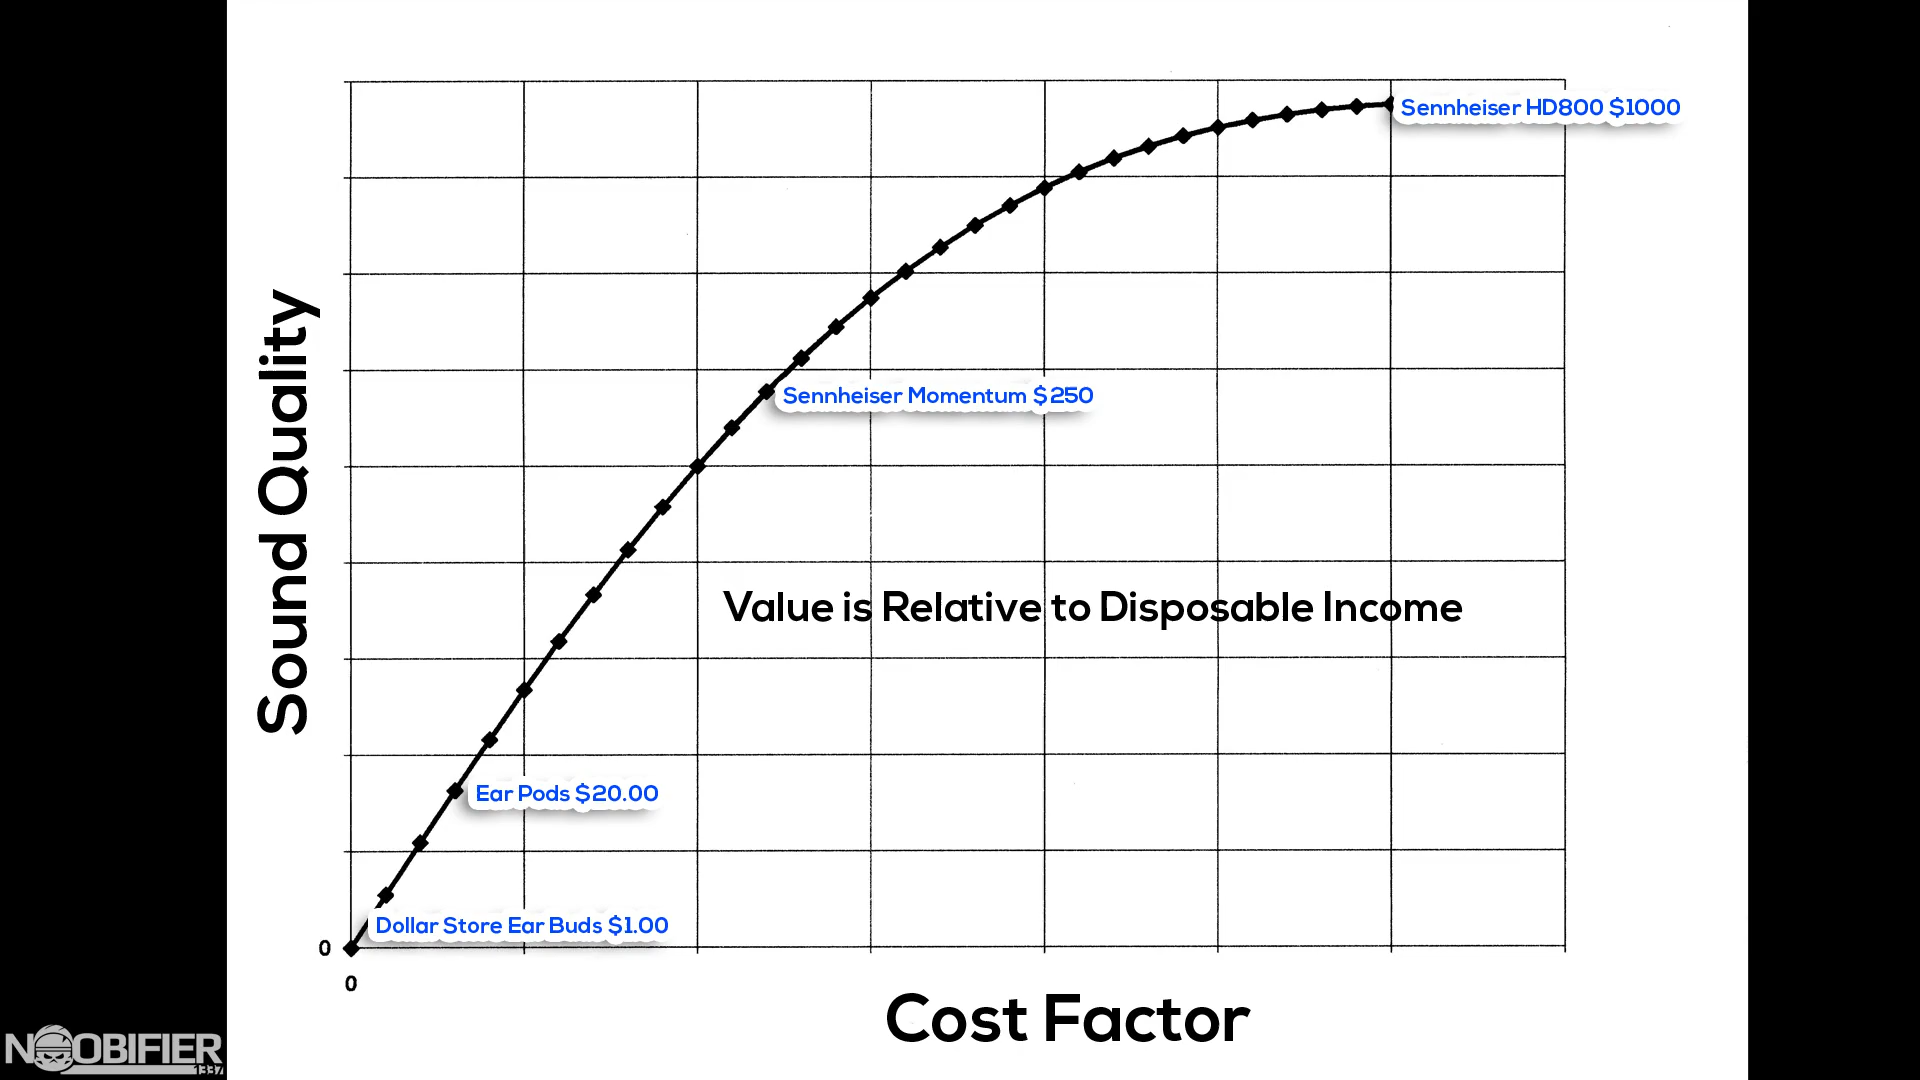 Sennheiser HD800 $1000
Sound Quality
Sennheiser Momentum $250
Value is Relative to Disposable Income
Ear Pods $20.00
Dollar Store Ear Buds $1.00
0
0
Cost Factor
NOOBIFIER
1337